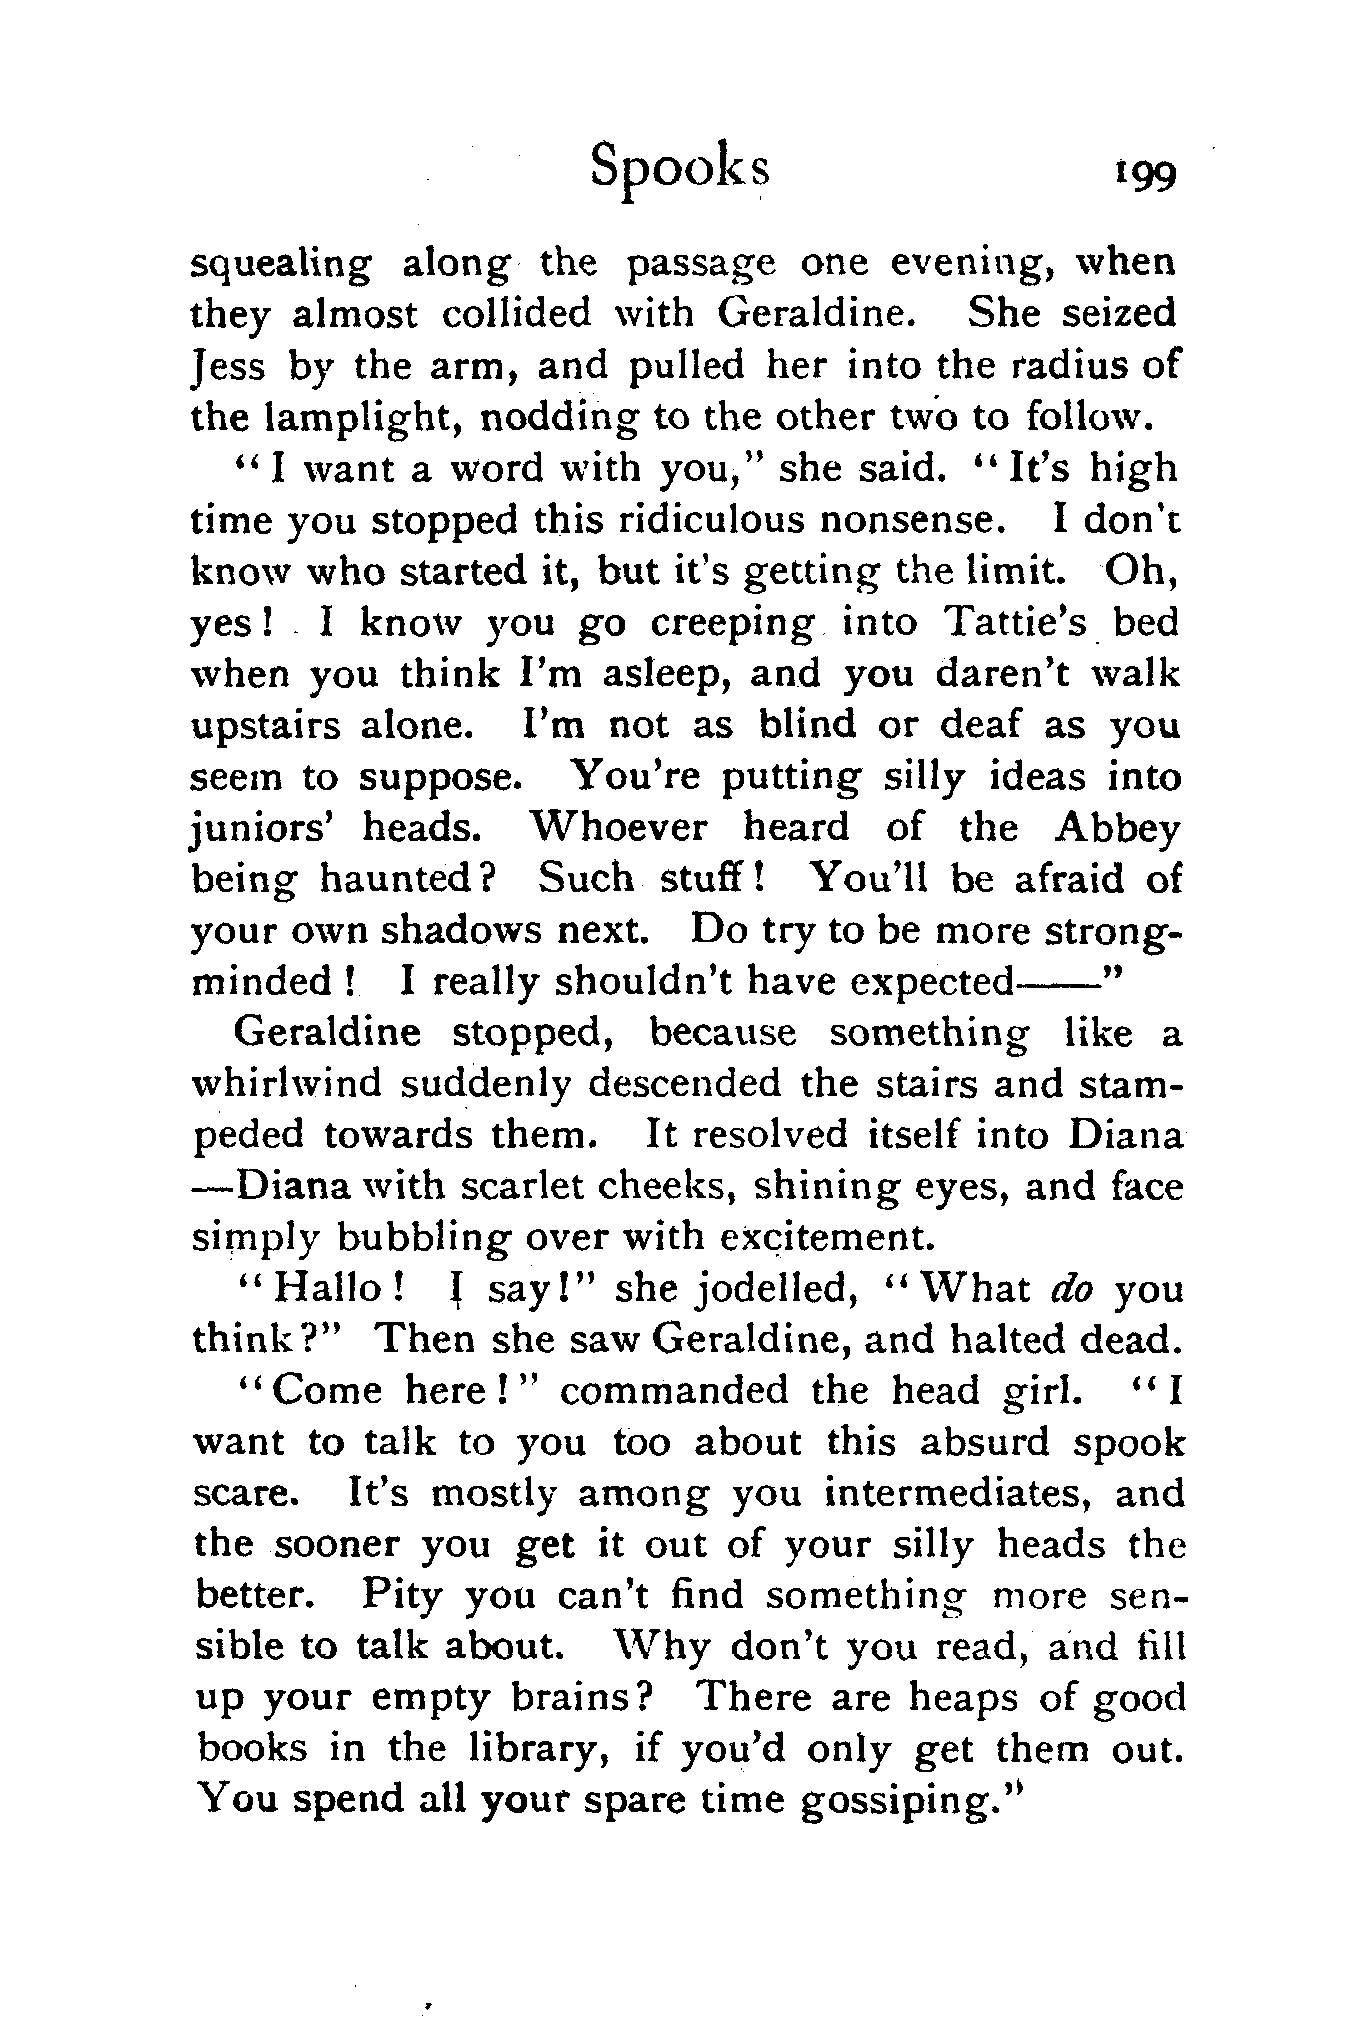 Spooks 199
squealing along the passage one evening, when
they almost collided with Geraldine. She seized
Jess by the arm, and pulled her into the radius of
the lamplight, nodding to the other two to follow.
“I want a word with you,” she said. “It’s high
time you stopped this ridiculous nonsense. I don’t
know who started it, but it’s getting the limit. Oh,
yes! I know you go creeping into Tattie’s bed
when you think I’m asleep, and you daren’t walk
upstairs alone. I’m not as blind or deaf as you
seem to suppose. You’re putting silly ideas into
juniors’ heads. Whoever heard of the Abbey
being haunted? Such stuff! You’ll be afraid of
your own shadows next. Do try to be more strong-
minded! I really shouldn’t have expected——”
Geraldine stopped, because something like a
whirlwind suddenly descended the stairs and stam-
peded towards them. It resolved itself into Diana
—Diana with scarlet cheeks, shining eyes, and face
simply bubbling over with excitement.
“Hallo! I say!” she jodelled, “What do you
think?” Then she saw Geraldine, and halted dead.
“Come here!” commanded the head girl. “I
want to talk to you too about this absurd spook
scare. It’s mostly among you intermediates, and
the sooner you get it out of your silly heads the
better. Pity you can’t find something more sen-
sible to talk about. Why don’t you read, and fill
up your empty brains? There are heaps of good
books in the library, if you’d only get them out.
You spend all your spare time gossiping.”